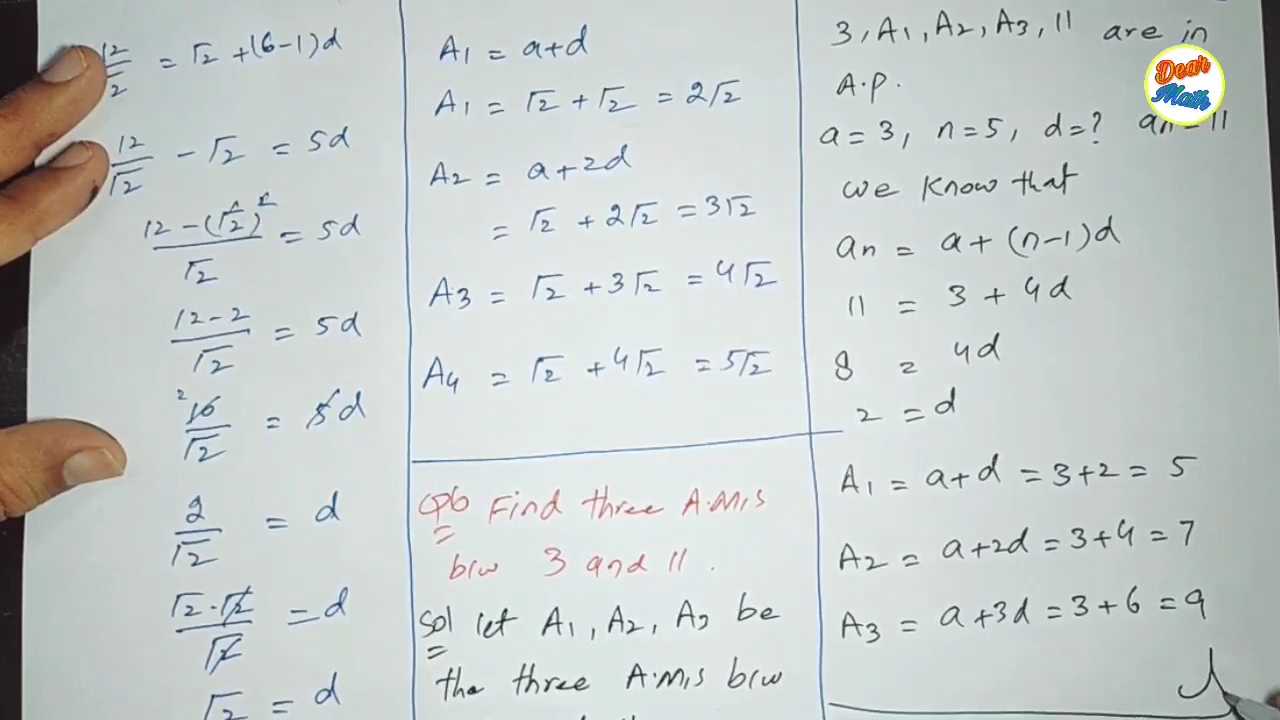 12/2 = √2 + (6-1)d
12/√2 - √2 = 5d
12 - (√2)²/√2 = 5d
12-2/√2 = 5d
2 10/√2 = 5d
2/√2 = d
√2·√2/√2 = d
√2 = d
A1 = a+d
A1 = √2 + √2 = 2√2
A2 = a+2d
= √2 + 2√2 = 3√2
A3 = √2 + 3√2 = 4√2
A4 = √2 + 4√2 = 5√2
Q6 Find three A.M,s
b/w 3 and 11.
Sol let A1, A2, A3 be
the three A.M,s b/w
3, A1, A2, A3, 11 are in
A.P.
a = 3, n = 5, d = ? an = 11
we know that
an = a + (n-1)d
11 = 3 + 4d
8 = 4d
2 = d
A1 = a+d = 3+2 = 5
A2 = a+2d = 3+4 = 7
A3 = a+3d = 3+6 = 9
Dear
Math